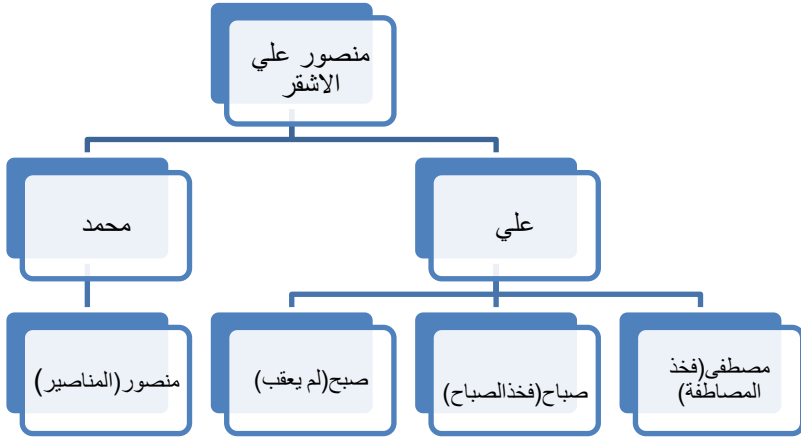 منصور علي
الاشقر
علي
محمد
مصطفى(فخذ
المصاطفة)
صباح(فخذالصباح)
صبح(لم يعقب)
منصور(المناصير)